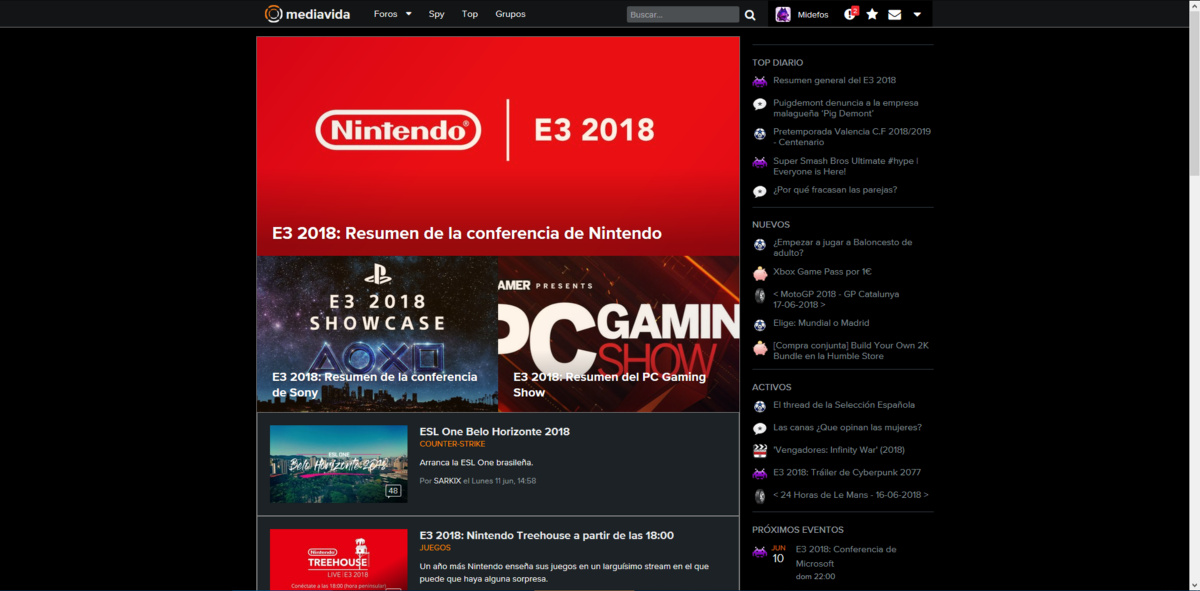 mediavida Foros Spy Top Grupos Buscar... Midefos 2
Nintendo® E3 2018
E3 2018: Resumen de la conferencia de Nintendo
E3 2018
SHOWCASE
E3 2018: Resumen de la conferencia
de Sony
AMER PRESENTS
PC GAMIN
SHOW
E3 2018: Resumen del PC Gaming
Show
ESL ONE
Belo Horizonte 2018
48
ESL One Belo Horizonte 2018
COUNTER-STRIKE
Arranca la ESL One brasileña.
Por SARKIX el Lunes 11 jun, 14:58
Nintendo
TREEHOUSE
LIVE | E3 2018
Conéctate a las 18:00 (hora peninsular)
E3 2018: Nintendo Treehouse a partir de las 18:00
JUEGOS
Un año más Nintendo enseña sus juegos en un larguísimo stream en el que
puede que haya alguna sorpresa.
TOP DIARIO
Resumen general del E3 2018
Puigdemont denuncia a la empresa
malagueña 'Pig Demont'
Pretemporada Valencia C.F 2018/2019
- Centenario
Super Smash Bros Ultimate #hype |
Everyone is Here!
¿Por qué fracasan las parejas?
NUEVOS
¿Empezar a jugar a Baloncesto de
adulto?
Xbox Game Pass por 1€
< MotoGP 2018 - GP Catalunya
17-06-2018 >
Elige: Mundial o Madrid
[Compra conjunta] Build Your Own 2K
Bundle en la Humble Store
ACTIVOS
El thread de la Selección Española
Las canas ¿Que opinan las mujeres?
'Vengadores: Infinity War' (2018)
E3 2018: Tráiler de Cyberpunk 2077
< 24 Horas de Le Mans - 16-06-2018 >
PRÓXIMOS EVENTOS
JUN
10
E3 2018: Conferencia de
Microsoft
dom 22:00